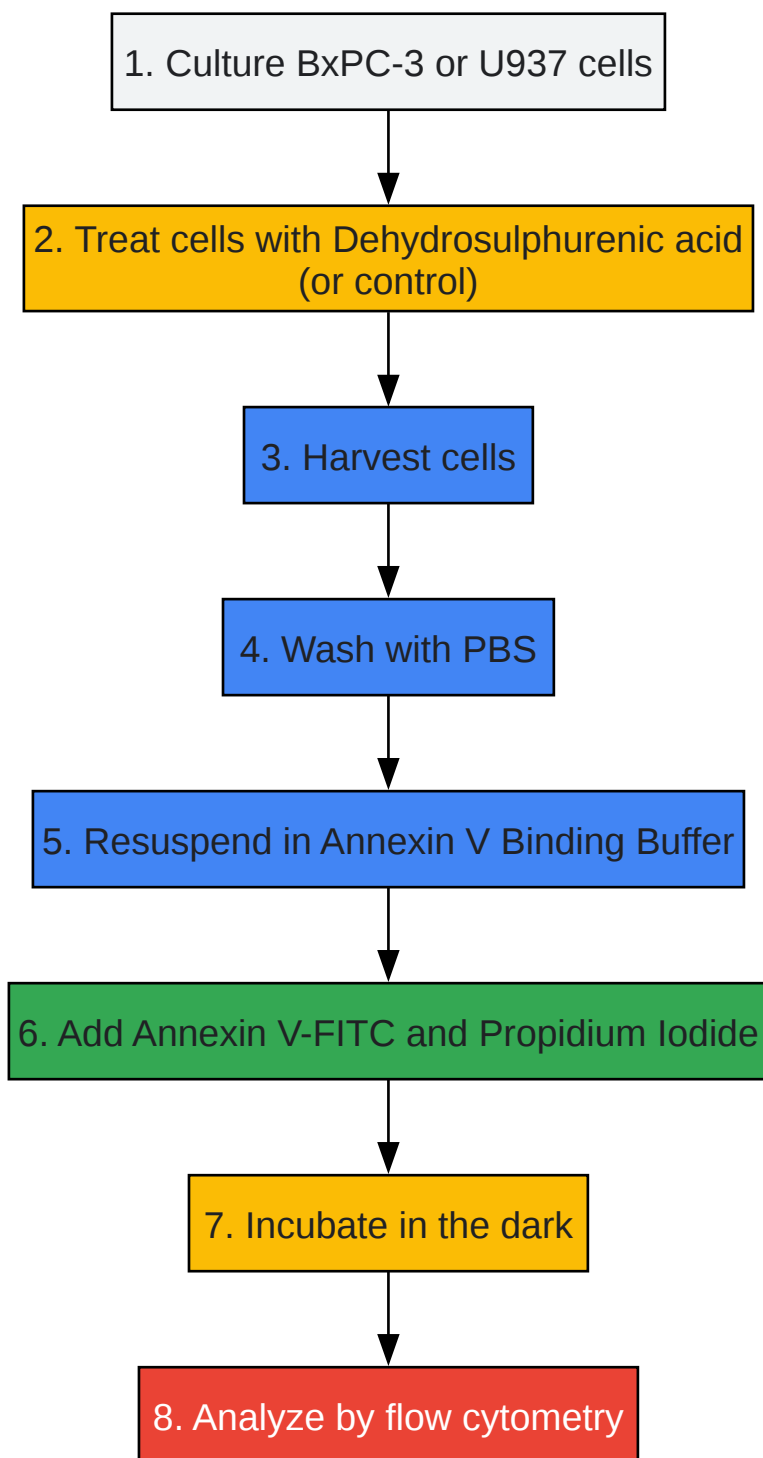 1. Culture BxPC-3 or U937 cells
2. Treat cells with Dehydrosulphurenic acid
(or control)
3. Harvest cells
4. Wash with PBS
5. Resuspend in Annexin V Binding Buffer
6. Add Annexin V-FITC and Propidium Iodide
7. Incubate in the dark
8. Analyze by flow cytometry